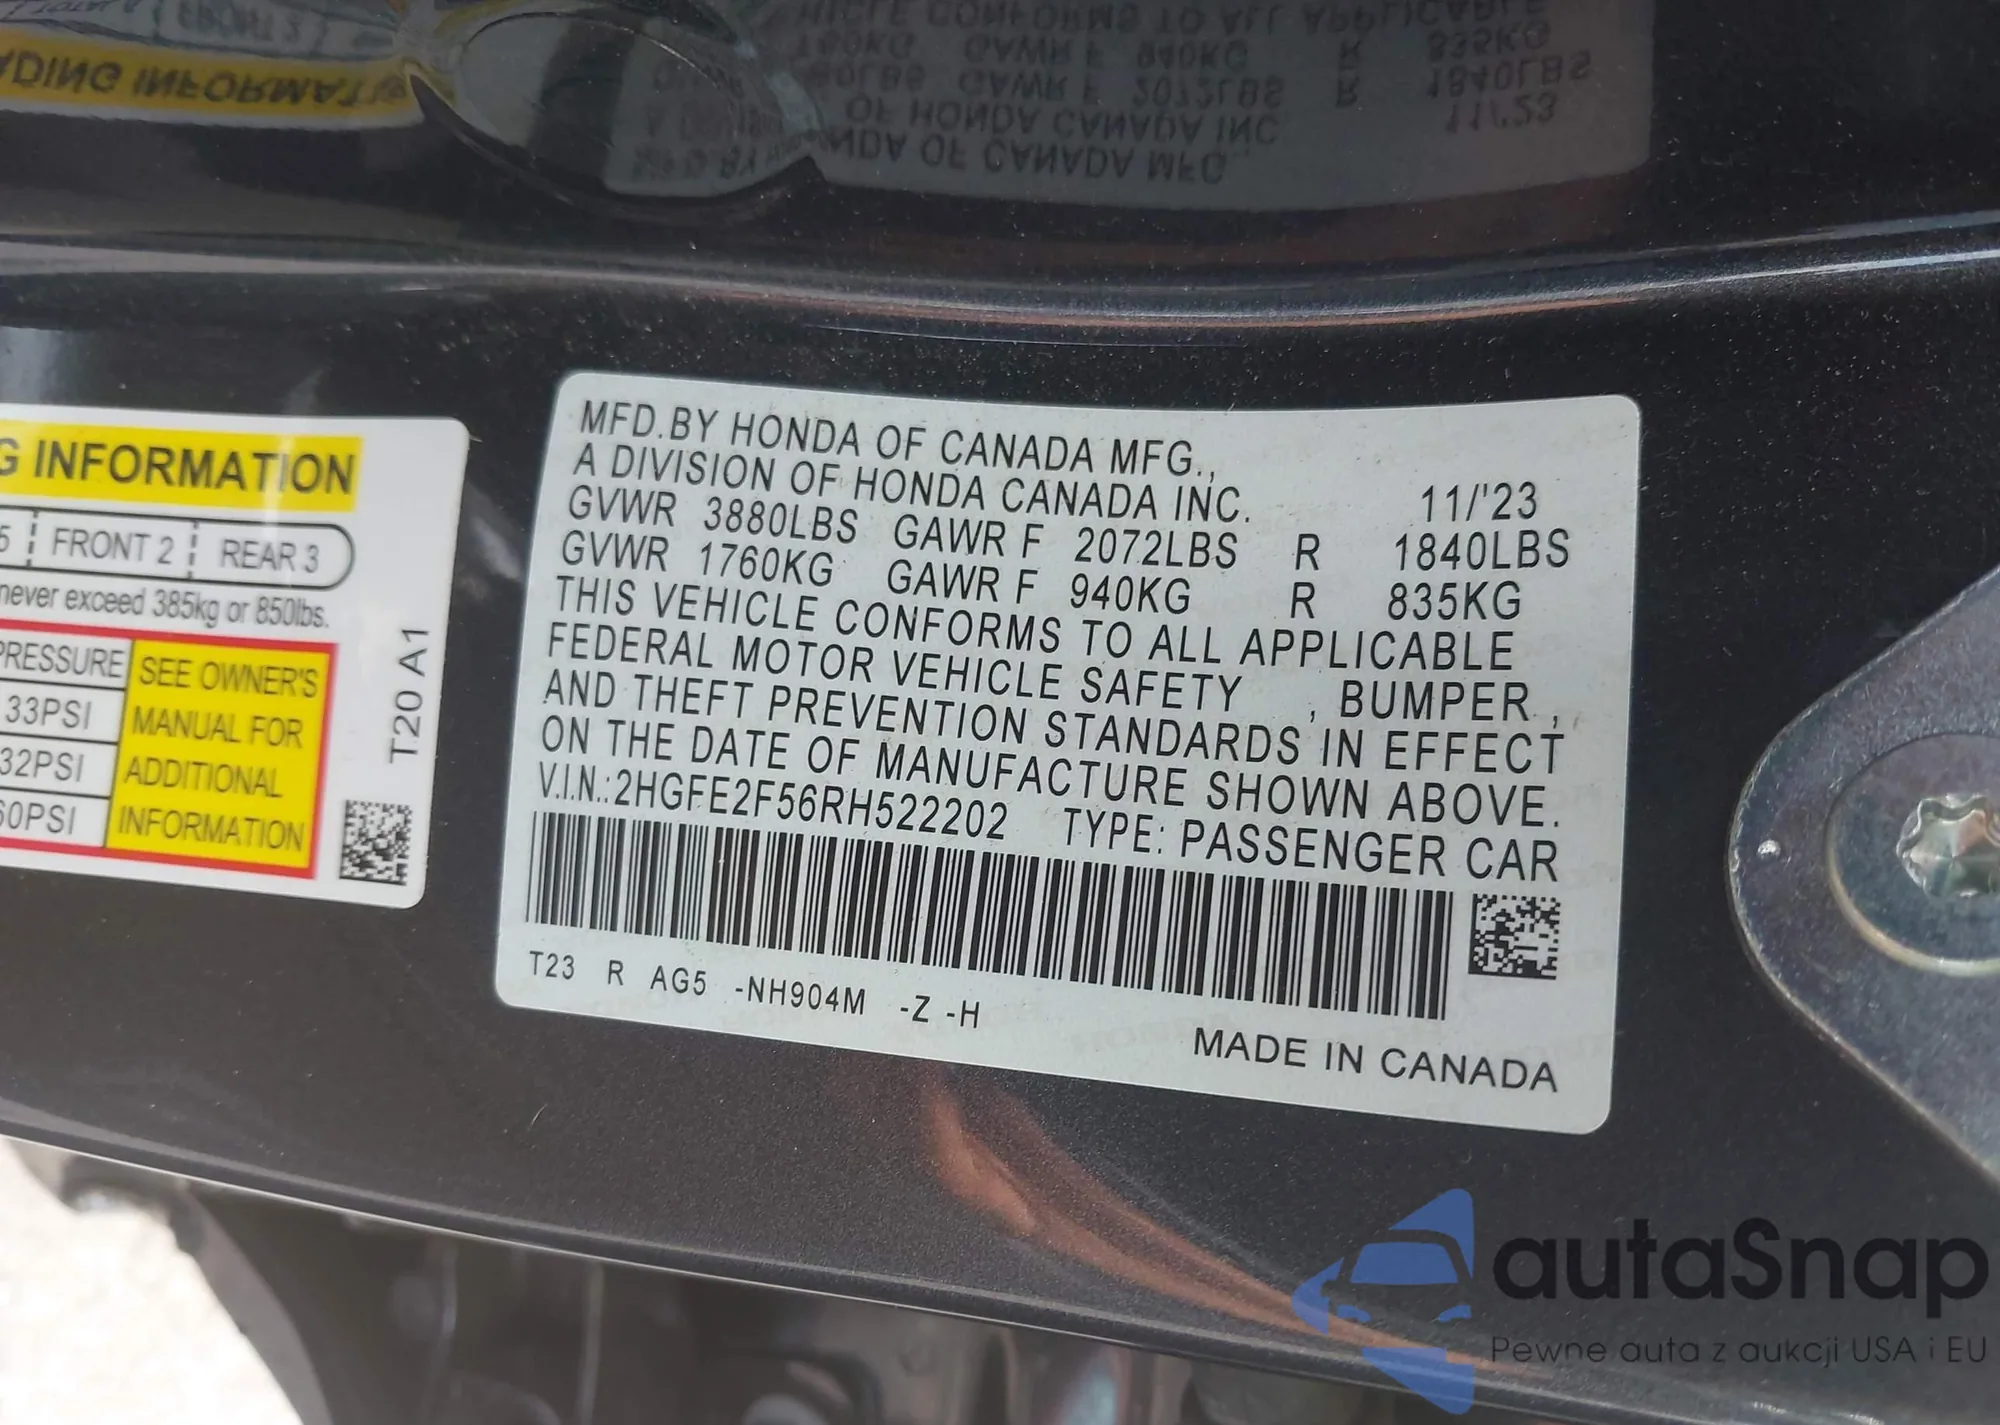 MFD.BY HONDA OF CANADA MFG.,
A DIVISION OF HONDA CANADA INC. 11/'23
GVWR 3880LBS GAWR F 2072LBS R 1840LBS
GVWR 1760KG GAWR F 940KG R 835KG
THIS VEHICLE CONFORMS TO ALL APPLICABLE
FEDERAL MOTOR VEHICLE SAFETY , BUMPER ,
AND THEFT PREVENTION STANDARDS IN EFFECT
ON THE DATE OF MANUFACTURE SHOWN ABOVE.
V.I.N.:2HGFE2F56RH522202 TYPE: PASSENGER CAR
T23 R AG5 -NH904M -Z -H
MADE IN CANADA
G INFORMATION
5 FRONT 2 REAR 3
never exceed 385kg or 850lbs.
PRESSURE
33PSI
32PSI
60PSI
SEE OWNER'S
MANUAL FOR
ADDITIONAL
INFORMATION
T20 A1
autaSnap
Pewne auta z aukcji USA i EU